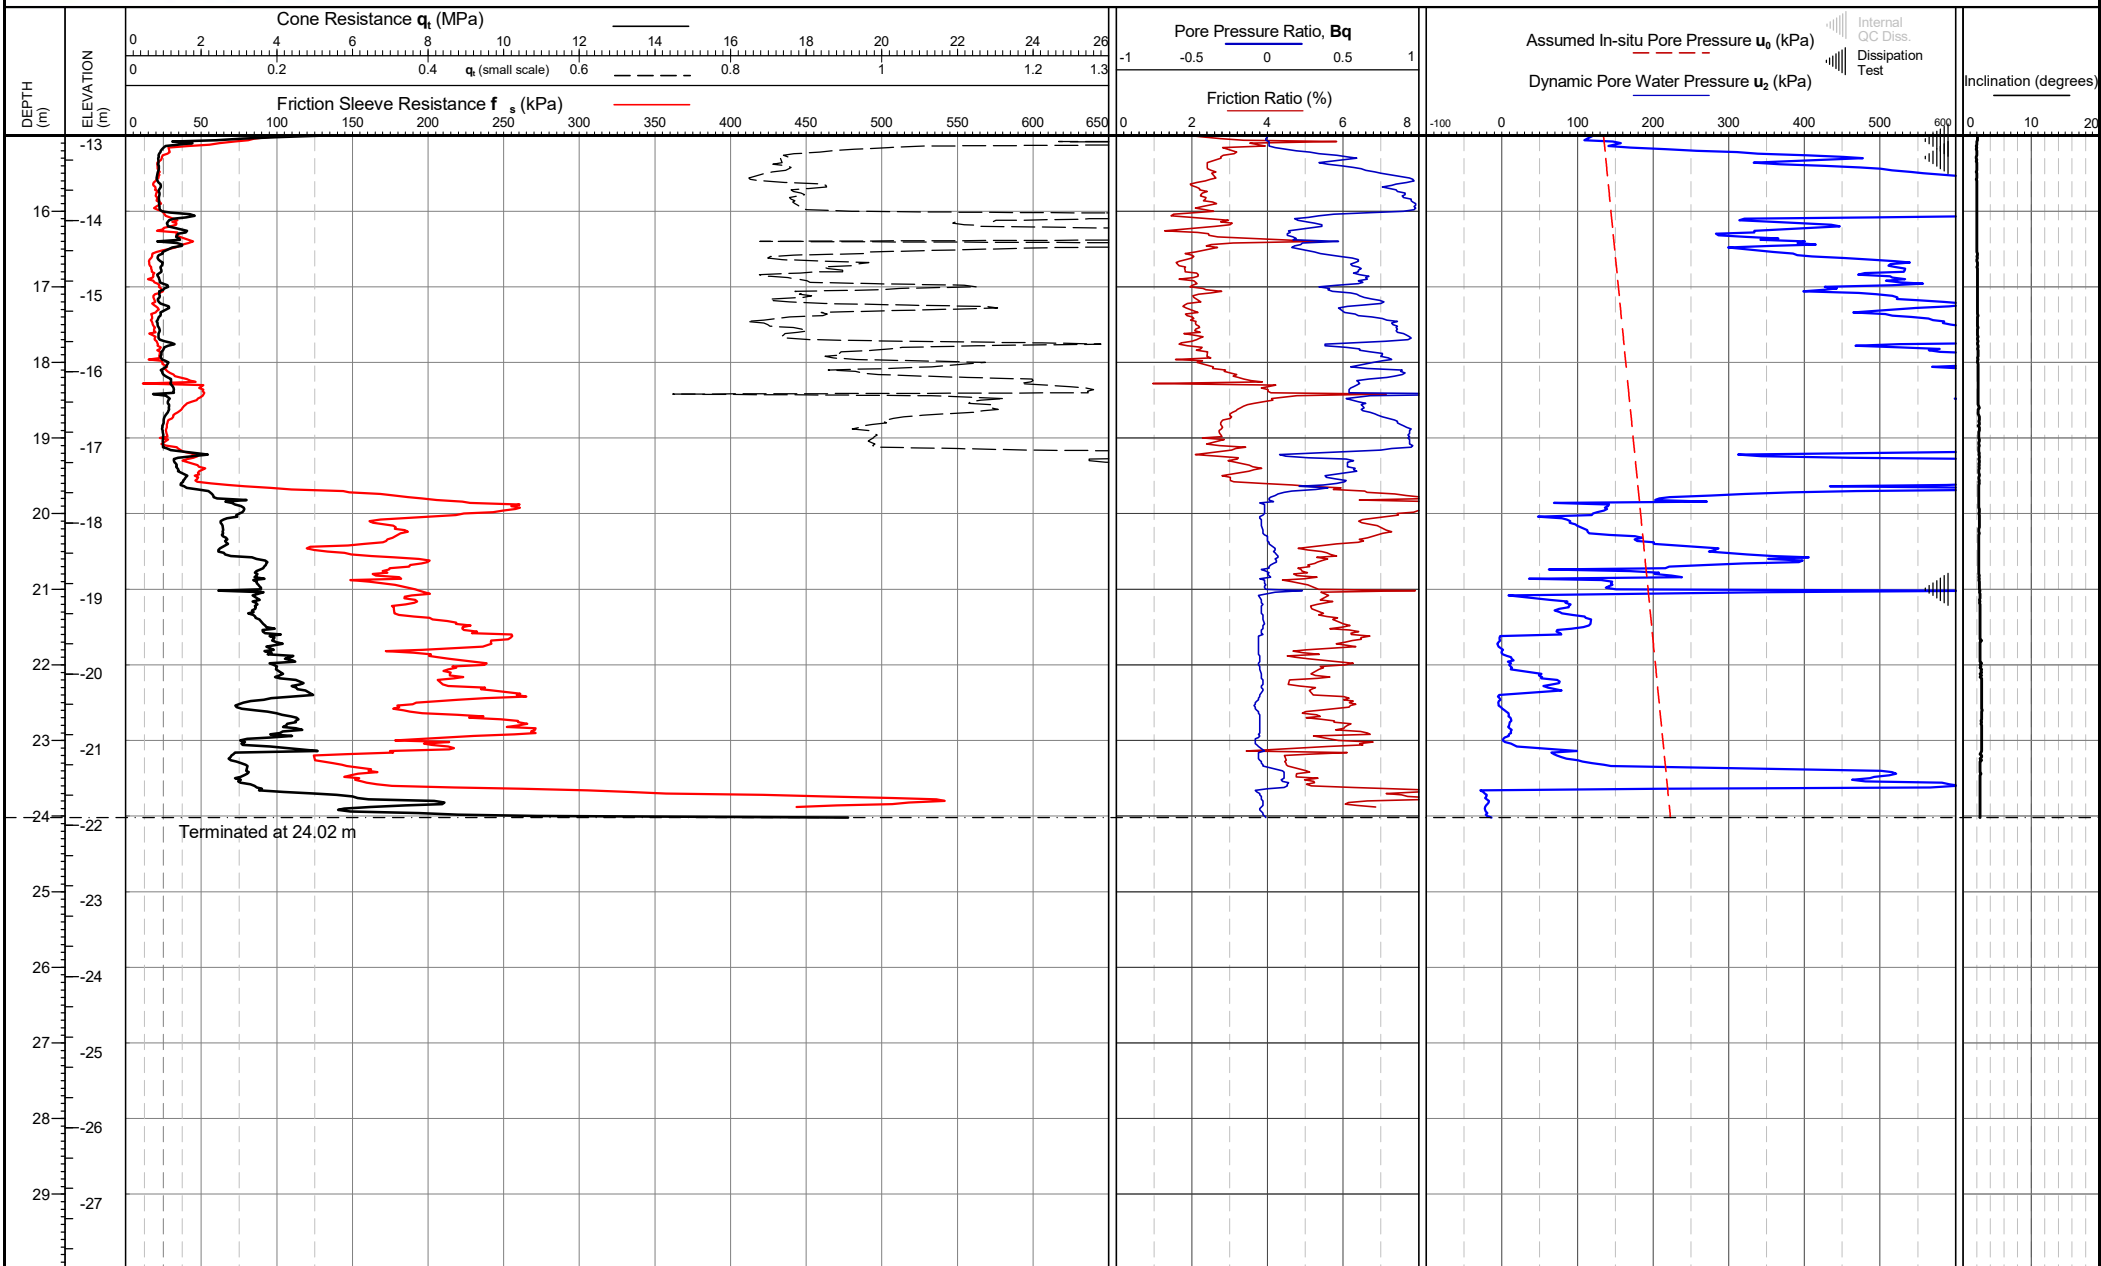 DEPTH (m)
ELEVATION (m)
Cone Resistance qt (MPa)
0 2 4 6 8 10 12 14 16 18 20 22 24 26
0 0.2 0.4 qt (small scale) 0.6 0.8 1 1.2 1.3
Friction Sleeve Resistance f s (kPa)
0 50 100 150 200 250 300 350 400 450 500 550 600 650
Pore Pressure Ratio, Bq
-1 -0.5 0 0.5 1
Friction Ratio (%)
0 2 4 6 8
Assumed In-situ Pore Pressure u0 (kPa)
Dynamic Pore Water Pressure u2 (kPa)
Internal
QC Diss.
Dissipation
Test
-100 0 100 200 300 400 500 600
Inclination (degrees)
0 10 20
-13
16
-14
17
-15
18
-16
19
-17
20
-18
21
-19
22
-20
23
-21
24
-22
Terminated at 24.02 m
25
-23
26
-24
27
-25
28
-26
29
-27